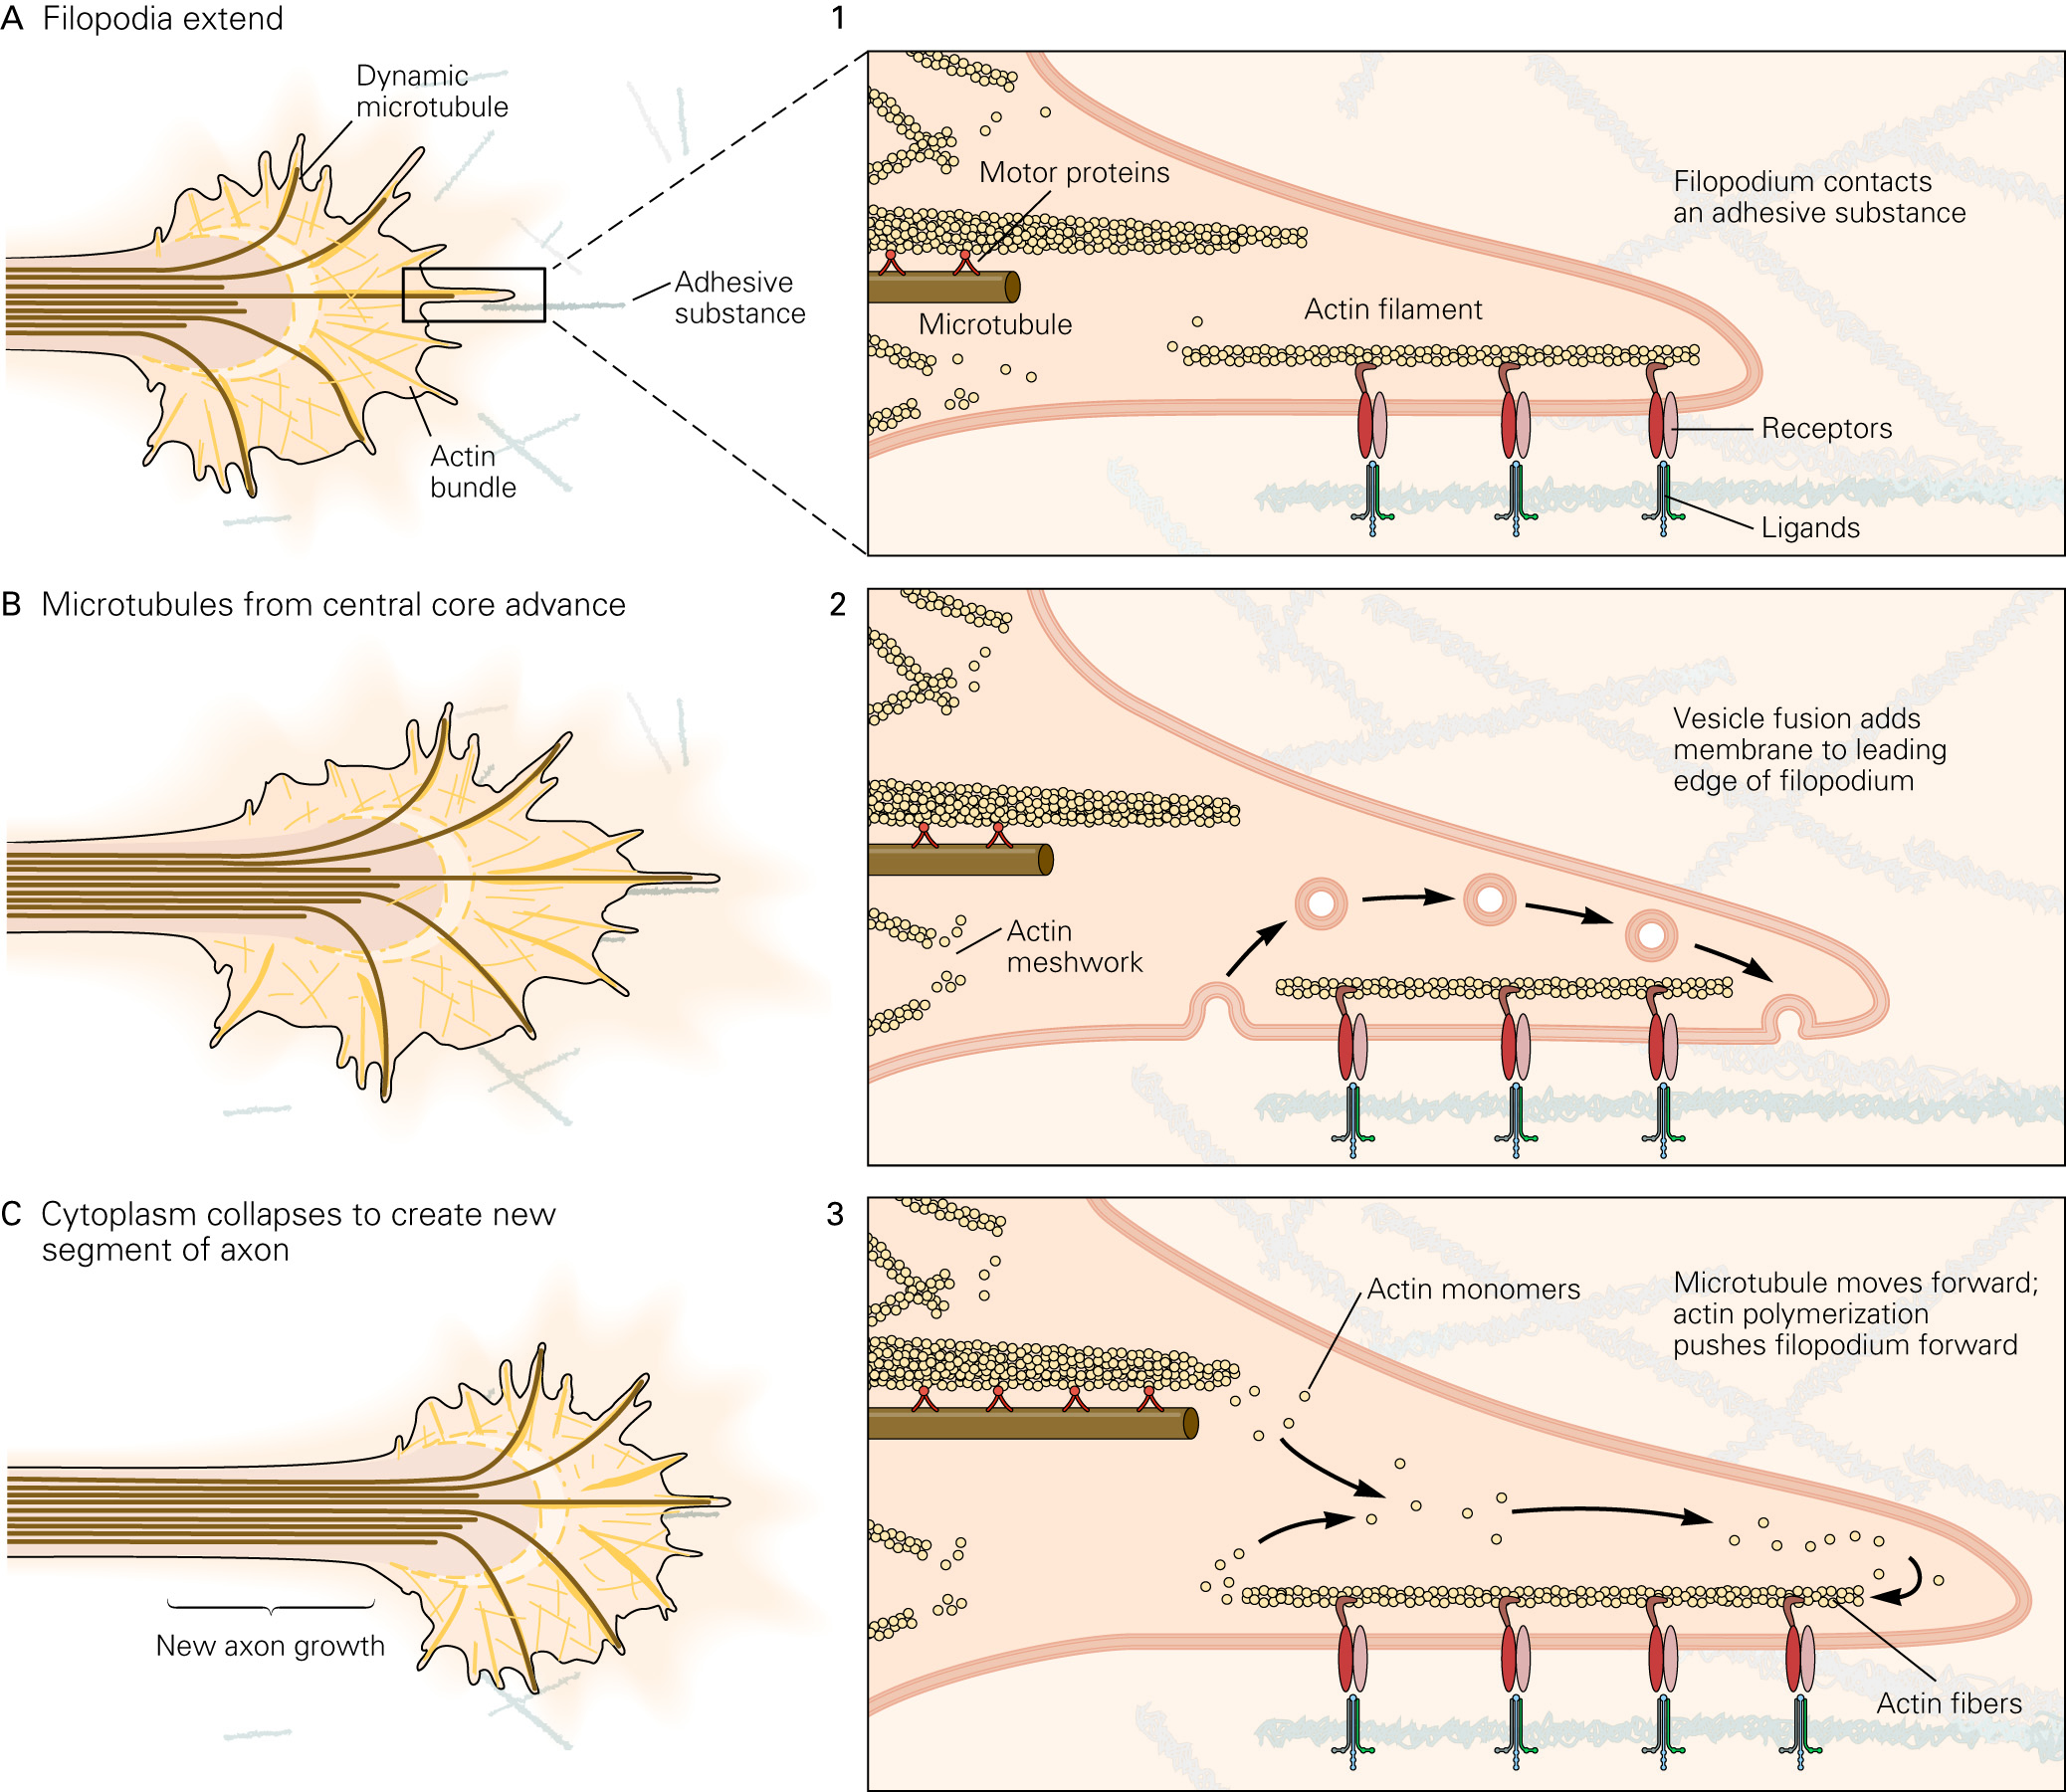 A Filopodia extend
Dynamic
microtubule
Adhesive
substance
Actin
bundle
1
Motor proteins
Filopodium contacts
an adhesive substance
Microtubule
Actin filament
Receptors
Ligands
B Microtubules from central core advance
2
Vesicle fusion adds
membrane to leading
edge of filopodium
Actin
meshwork
C Cytoplasm collapses to create new
segment of axon
New axon growth
3
Actin monomers
Microtubule moves forward;
actin polymerization
pushes filopodium forward
Actin fibers